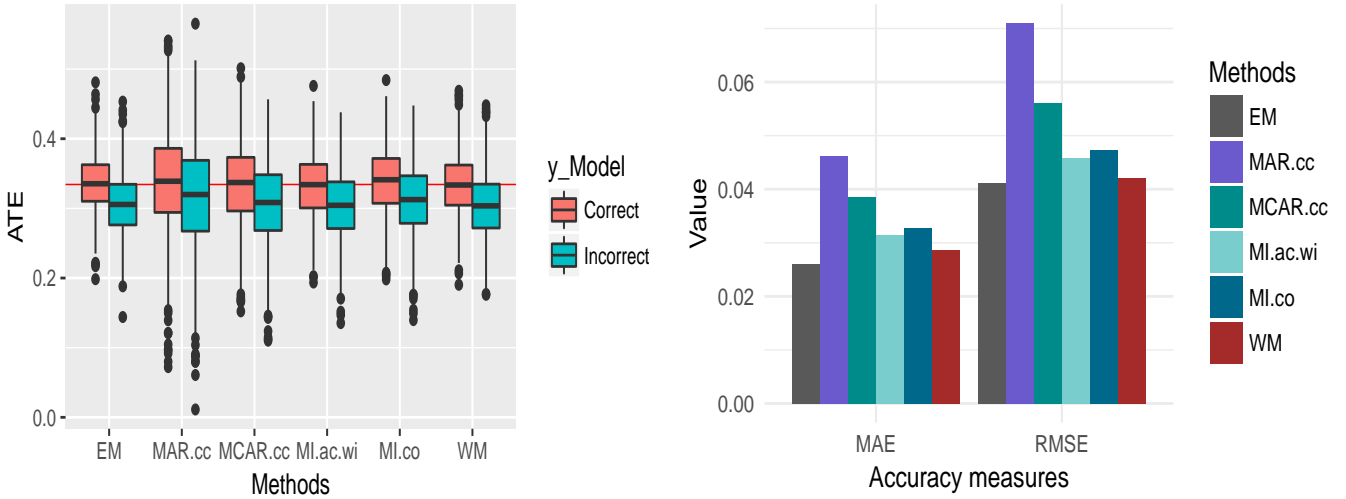 ATE
0.4
0.2
0.0
EM MAR.cc MCAR.cc MI.ac.wi MI.co WM
Methods
y_Model
Correct
Incorrect
Value
0.06
0.04
0.02
0.00
MAE RMSE
Accuracy measures
Methods
EM
MAR.cc
MCAR.cc
MI.ac.wi
MI.co
WM